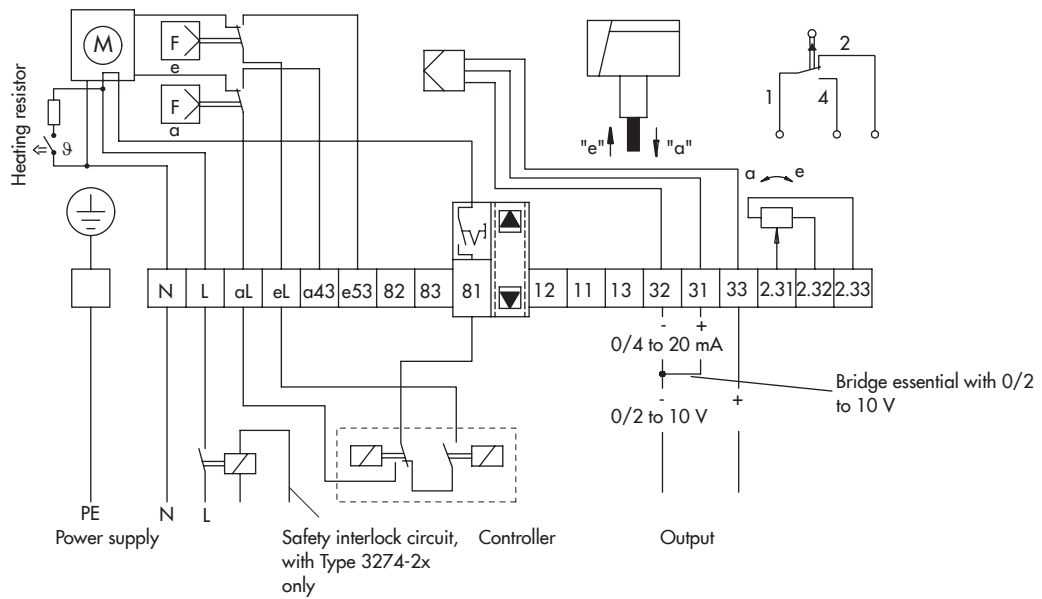 M
F
e
F
a
Heating resistor
ϑ
"e"
"a"
2
1
4
a
e
N
L
aL
eL
a43
e53
82
83
81
12
11
13
32
31
33
2.31
2.32
2.33
- +
0/4 to 20 mA
Bridge essential with 0/2
to 10 V
- +
0/2 to 10 V
PE
N
L
Power supply
Safety interlock circuit,
with Type 3274-2x
only
Controller
Output